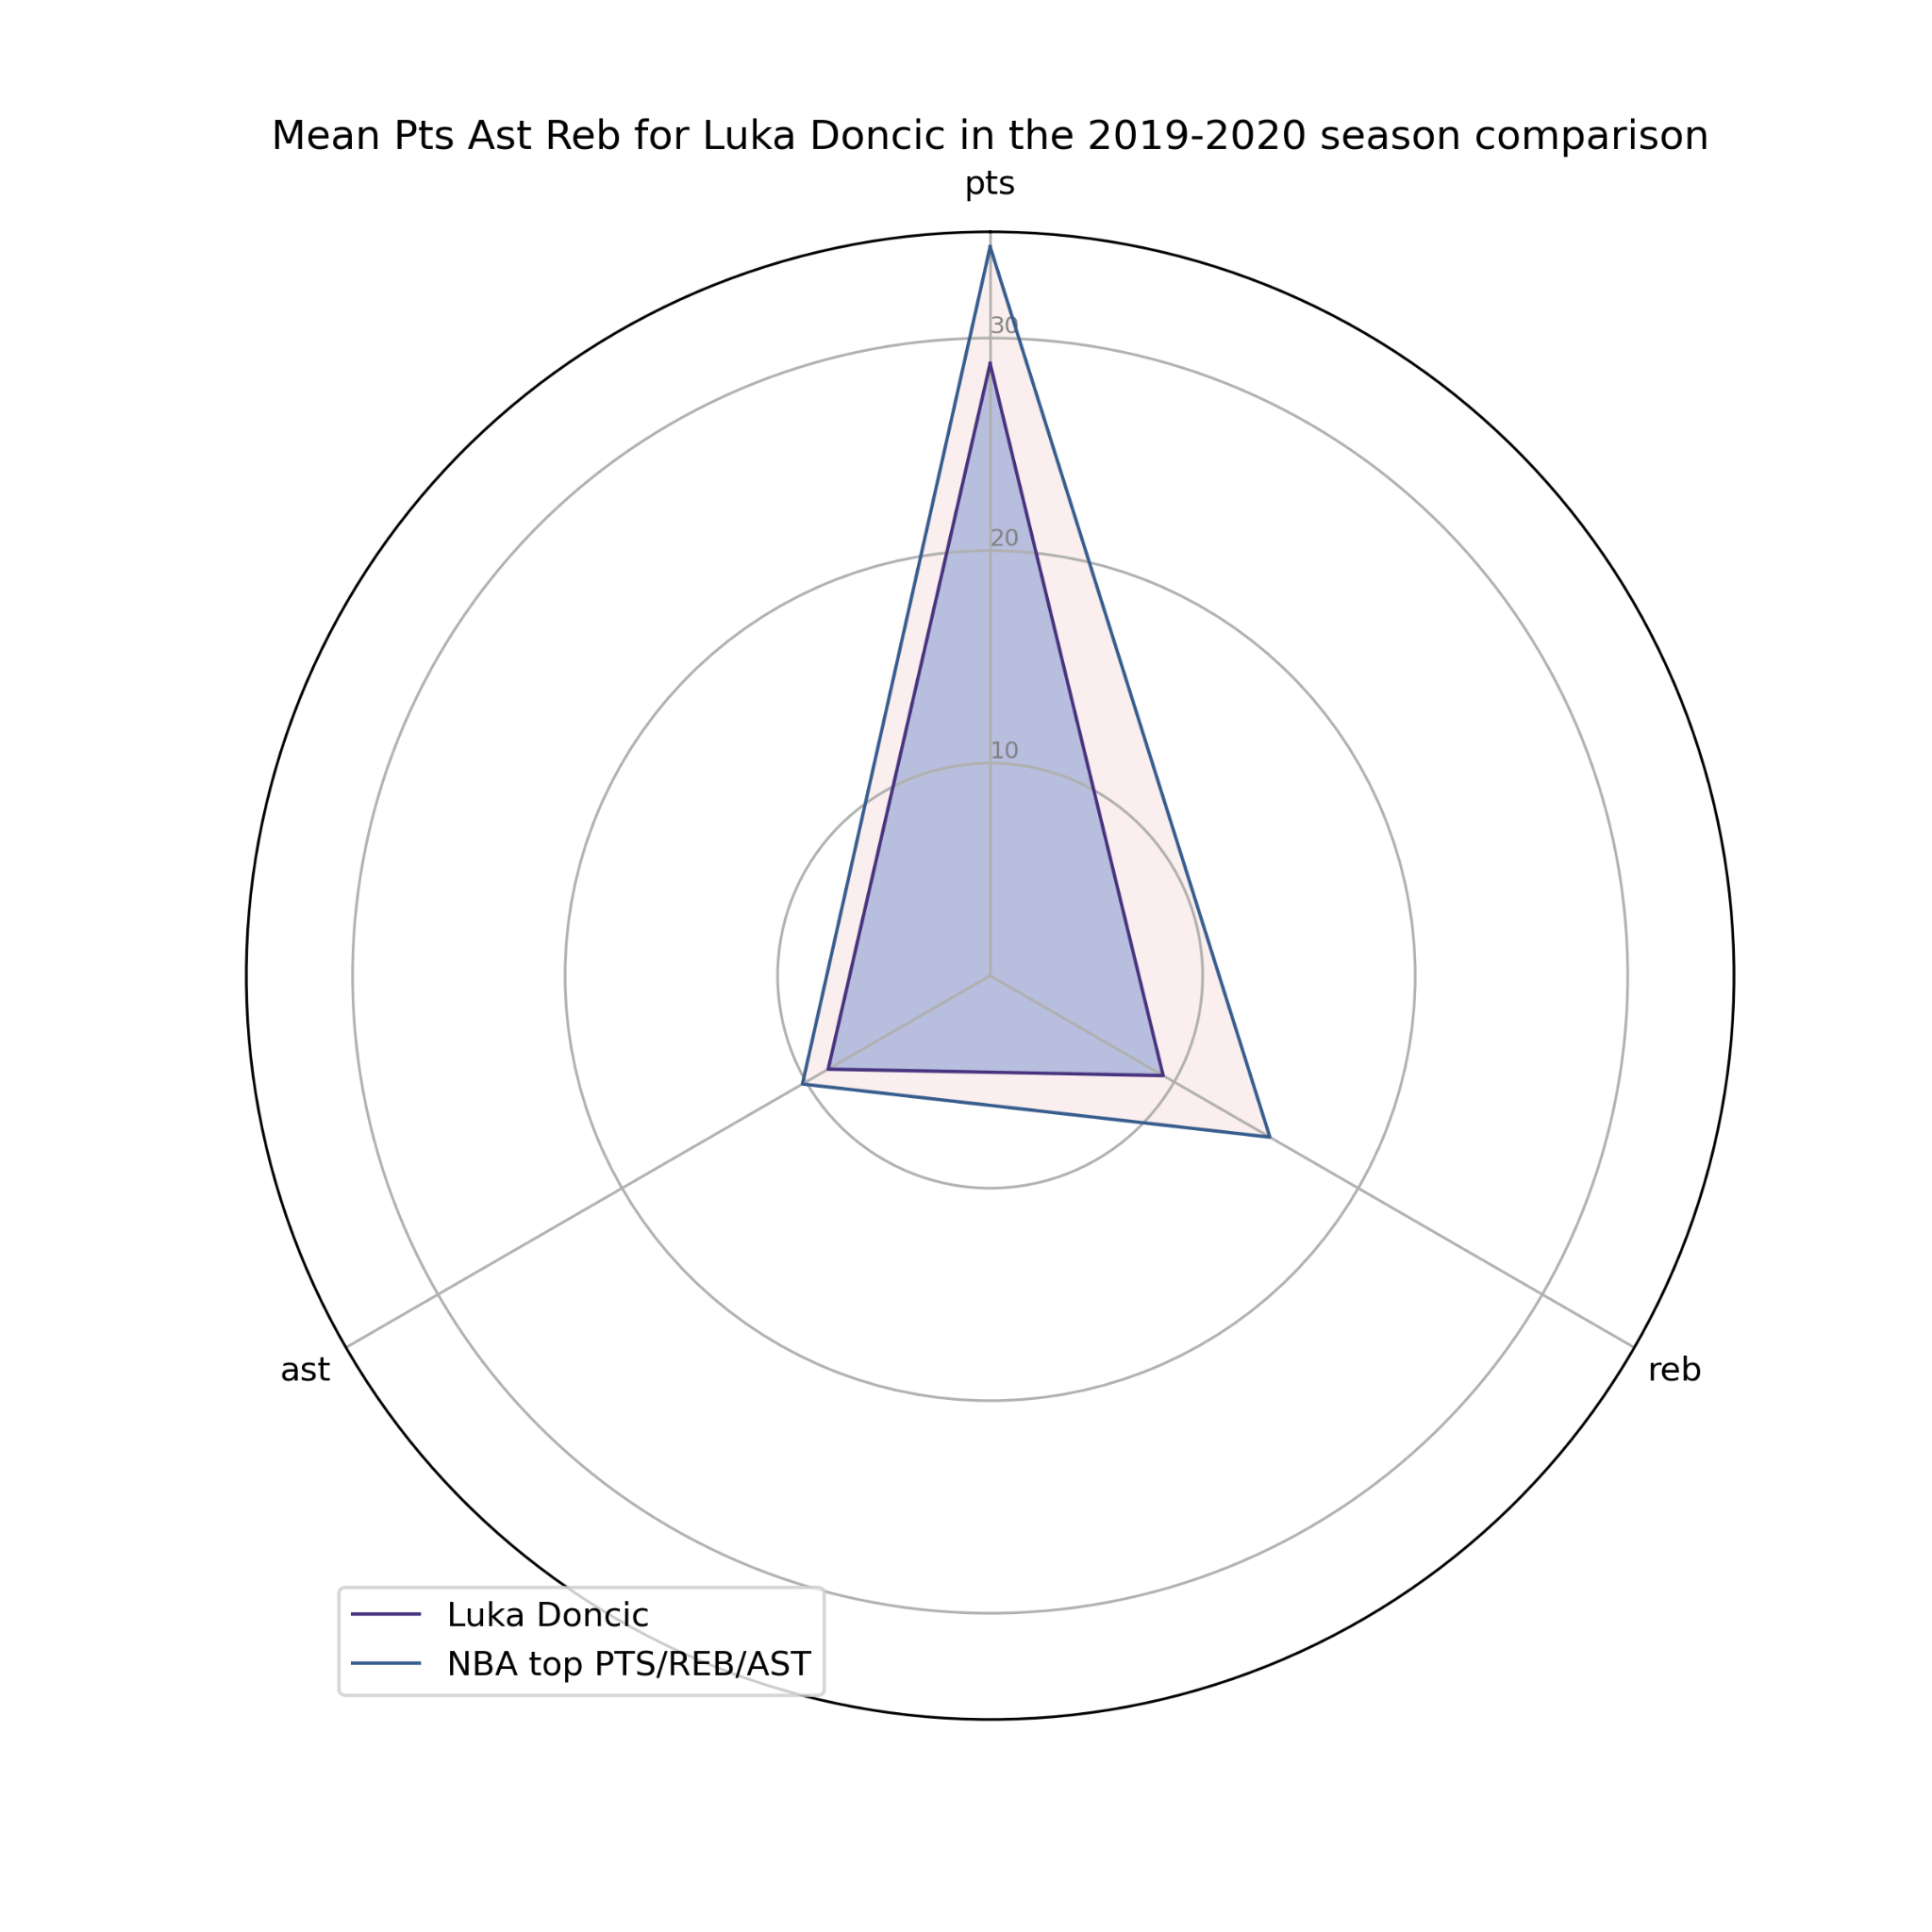 Mean Pts Ast Reb for Luka Doncic in the 2019-2020 season comparison
pts
30
20
10
ast
reb
Luka Doncic
NBA top PTS/REB/AST